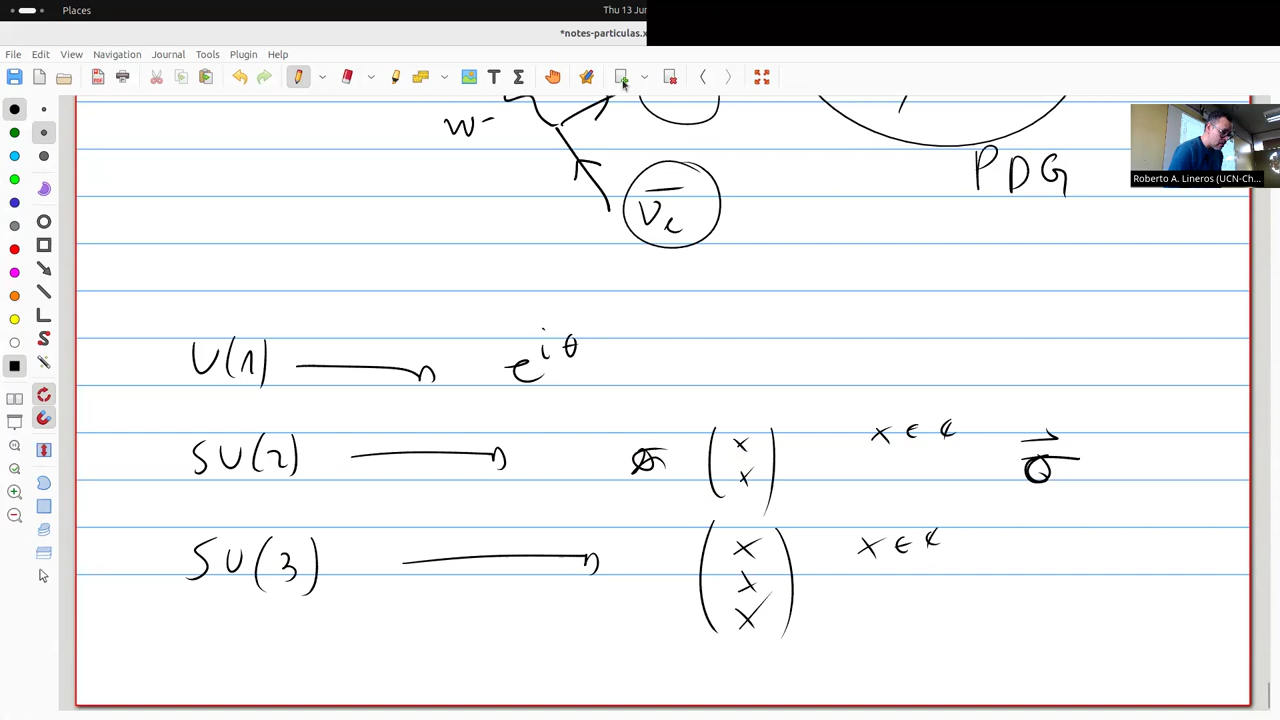 Places
Thu 13 Jun
*notes-particulas.x
File Edit View Navigation Journal Tools Plugin Help
W⁻
PDG
Roberto A. Lineros (UCN-Ch...
U(1) → e^{iθ}
SU(2) → (x x) x ∈ ℂ
SU(3) → (x x x) x ∈ ℂ